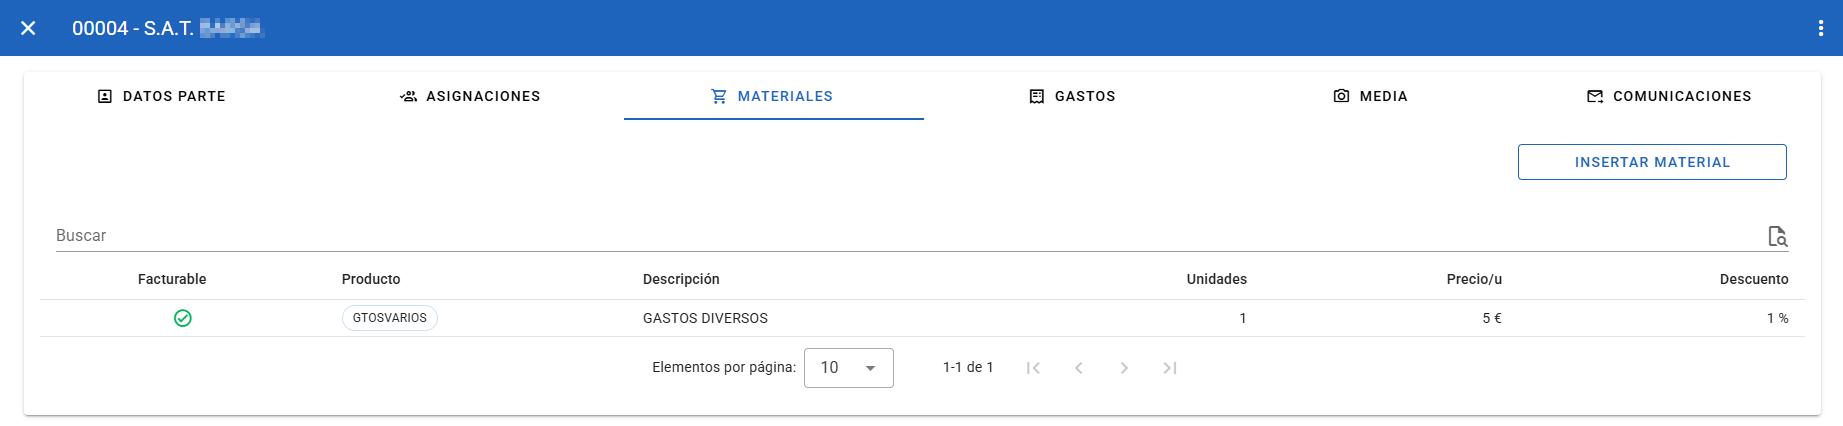 00004 - S.A.T.
DATOS PARTE
ASIGNACIONES
MATERIALES
GASTOS
MEDIA
COMUNICACIONES
INSERTAR MATERIAL
Buscar
Facturable Producto Descripción Unidades Precio/u Descuento
GTOSVARIOS GASTOS DIVERSOS 1 5 € 1 %
Elementos por página: 10 1-1 de 1